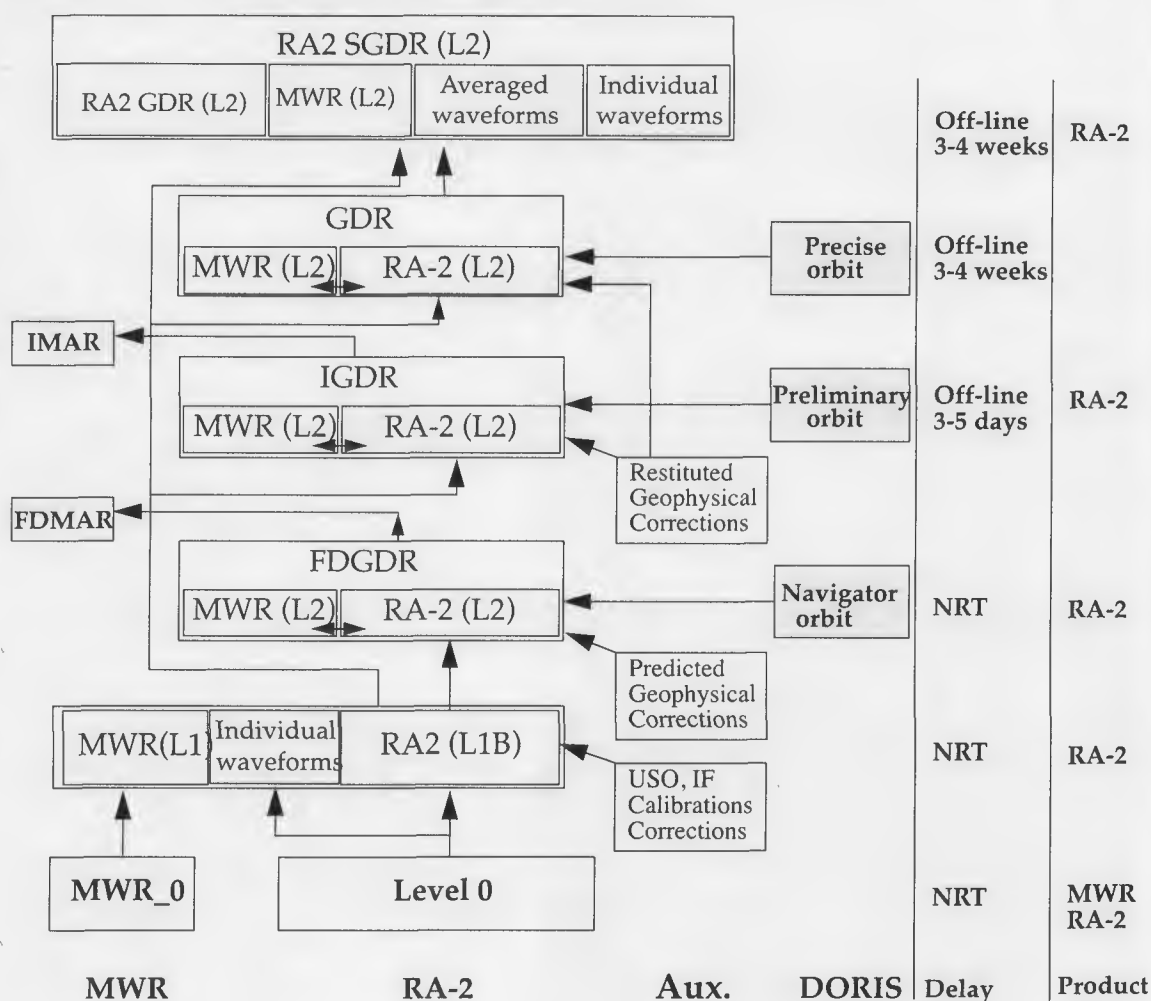 RA2 SGDR (L2)
RA2 GDR (L2)
MWR (L2)
Averaged
waveforms
Individual
waveforms
Off-line
3-4 weeks
RA-2
GDR
MWR (L2)
RA-2 (L2)
Precise
orbit
Off-line
3-4 weeks
IMAR
IGDR
MWR (L2)
RA-2 (L2)
Preliminary
orbit
Off-line
3-5 days
RA-2
Restituted
Geophysical
Corrections
FDMAR
FDGDR
MWR (L2)
RA-2 (L2)
Navigator
orbit
NRT
RA-2
Predicted
Geophysical
Corrections
MWR(L1)
Individual
waveforms
RA2 (L1B)
NRT
RA-2
USO, IF
Calibrations
Corrections
MWR_0
Level 0
NRT
MWR
RA-2
MWR
RA-2
Aux.
DORIS
Delay
Product